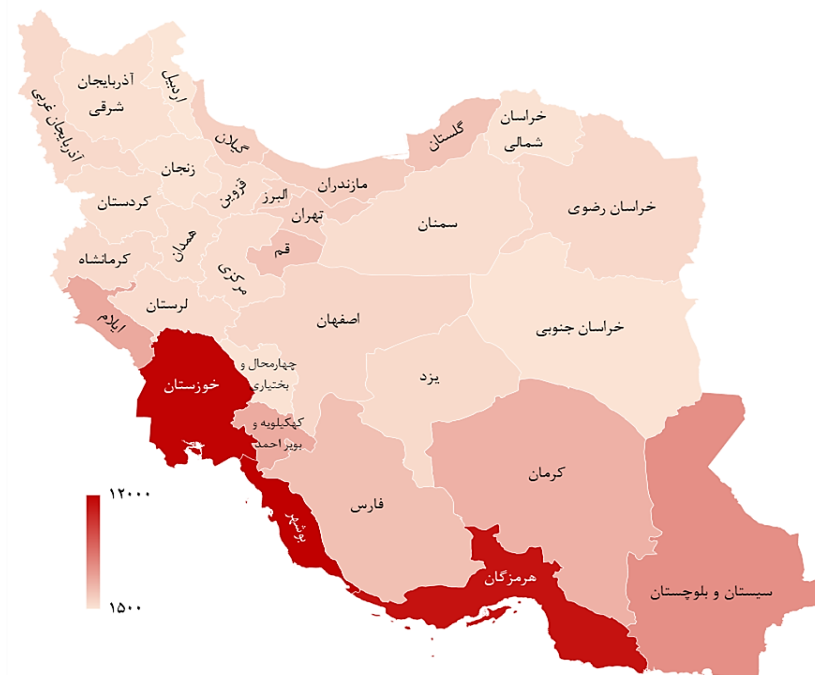 آذربایجان
شرقی
اردبیل
آذربایجان غربی
گیلان
گلستان
خراسان
شمالی
زنجان
کردستان
قزوین
البرز
مازندران
تهران
سمنان
خراسان رضوی
همدان
قم
کرمانشاه
مرکزی
لرستان
ایلام
اصفهان
خراسان جنوبی
چهارمحال و
بختیاری
یزد
خوزستان
کهکیلویه و
بویر احمد
کرمان
فارس
بوشهر
هرمزگان
سیستان و بلوچستان
۱۲۰۰۰
۱۵۰۰